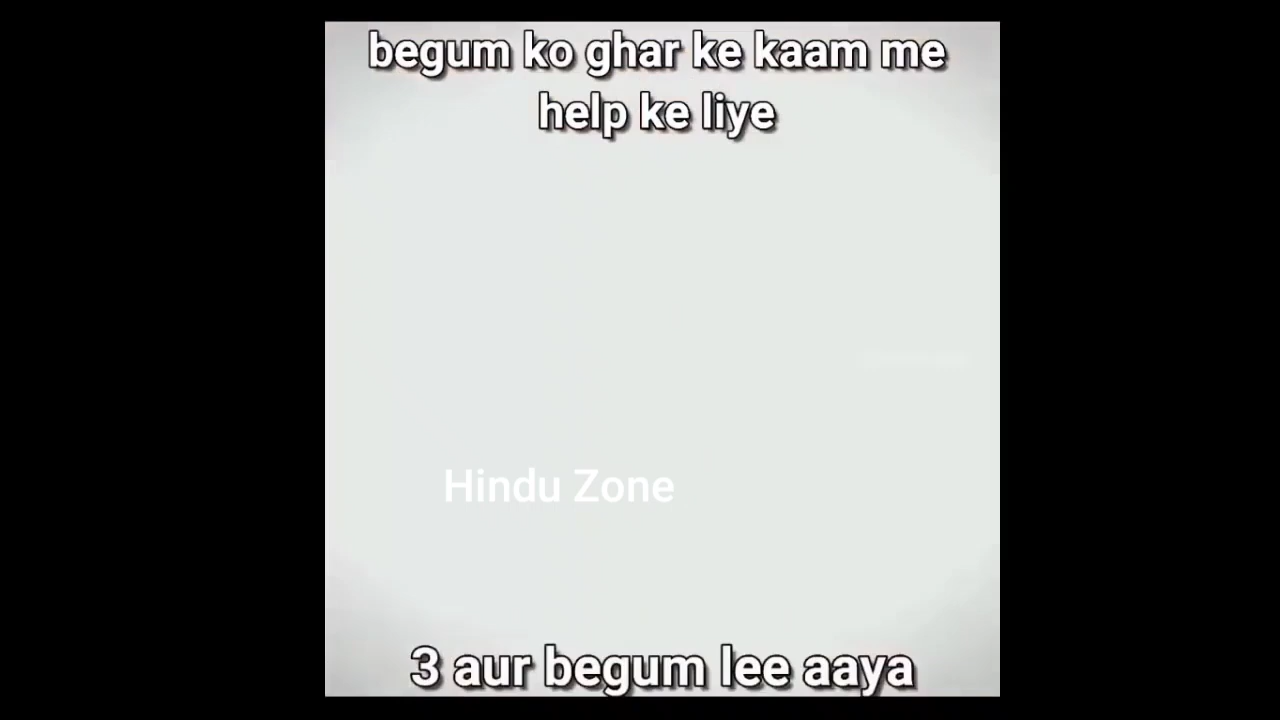 begum ko ghar ke kaam me
help ke liye
Hindu Zone
3 aur begum lee aaya